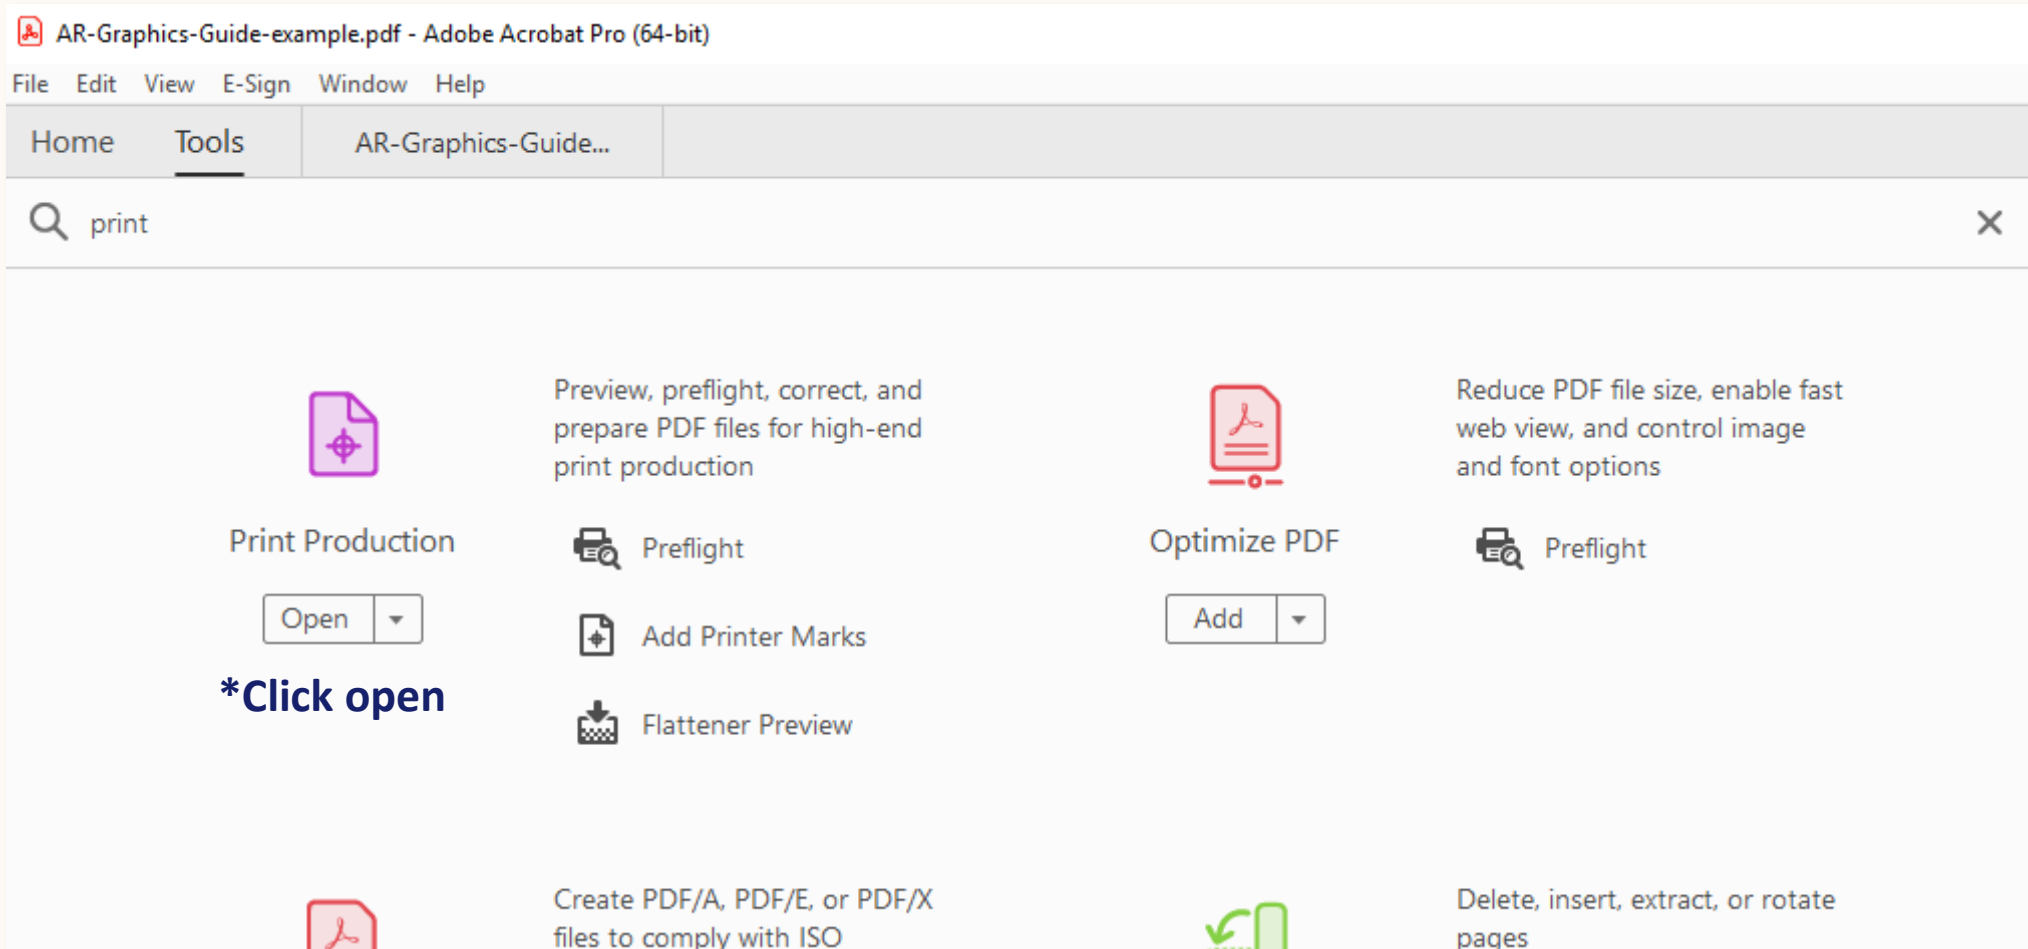 AR-Graphics-Guide-example.pdf - Adobe Acrobat Pro (64-bit)
File Edit View E-Sign Window Help
Home Tools AR-Graphics-Guide...
print
Preview, preflight, correct, and
prepare PDF files for high-end
print production
Print Production
Preflight
Open
Add Printer Marks
*Click open
Flattener Preview
Reduce PDF file size, enable fast
web view, and control image
and font options
Optimize PDF
Preflight
Add
Create PDF/A, PDF/E, or PDF/X
files to comply with ISO
Delete, insert, extract, or rotate
pages